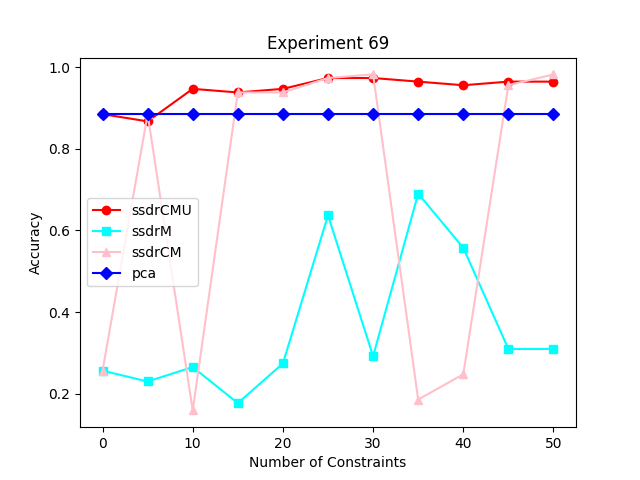 Experiment 69
1.0
0.8
0.6
0.4
0.2
Accuracy
ssdrCMU
ssdrM
ssdrCM
pca
0 10 20 30 40 50
Number of Constraints